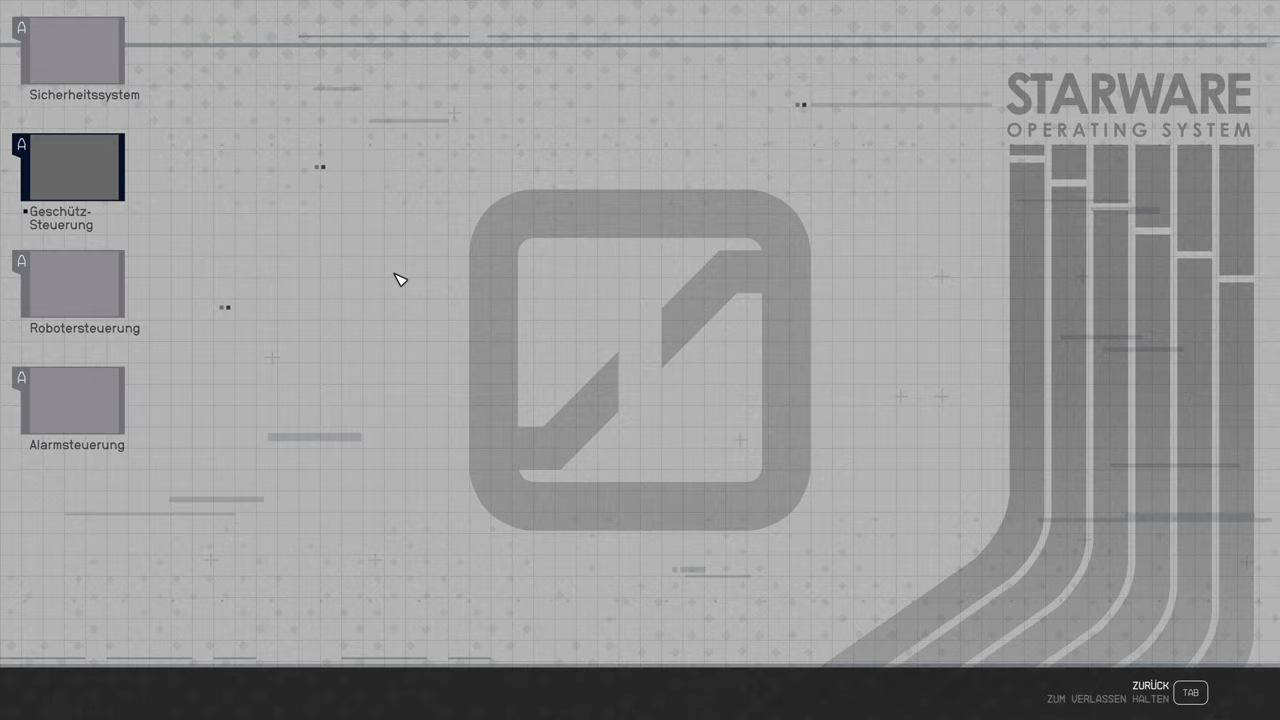 A
Sicherheitssystem
A
Geschütz-
Steuerung
A
Robotersteuerung
A
Alarmsteuerung
STARWARE
OPERATING SYSTEM
ZURÜCK
ZUM VERLASSEN HALTEN
TAB